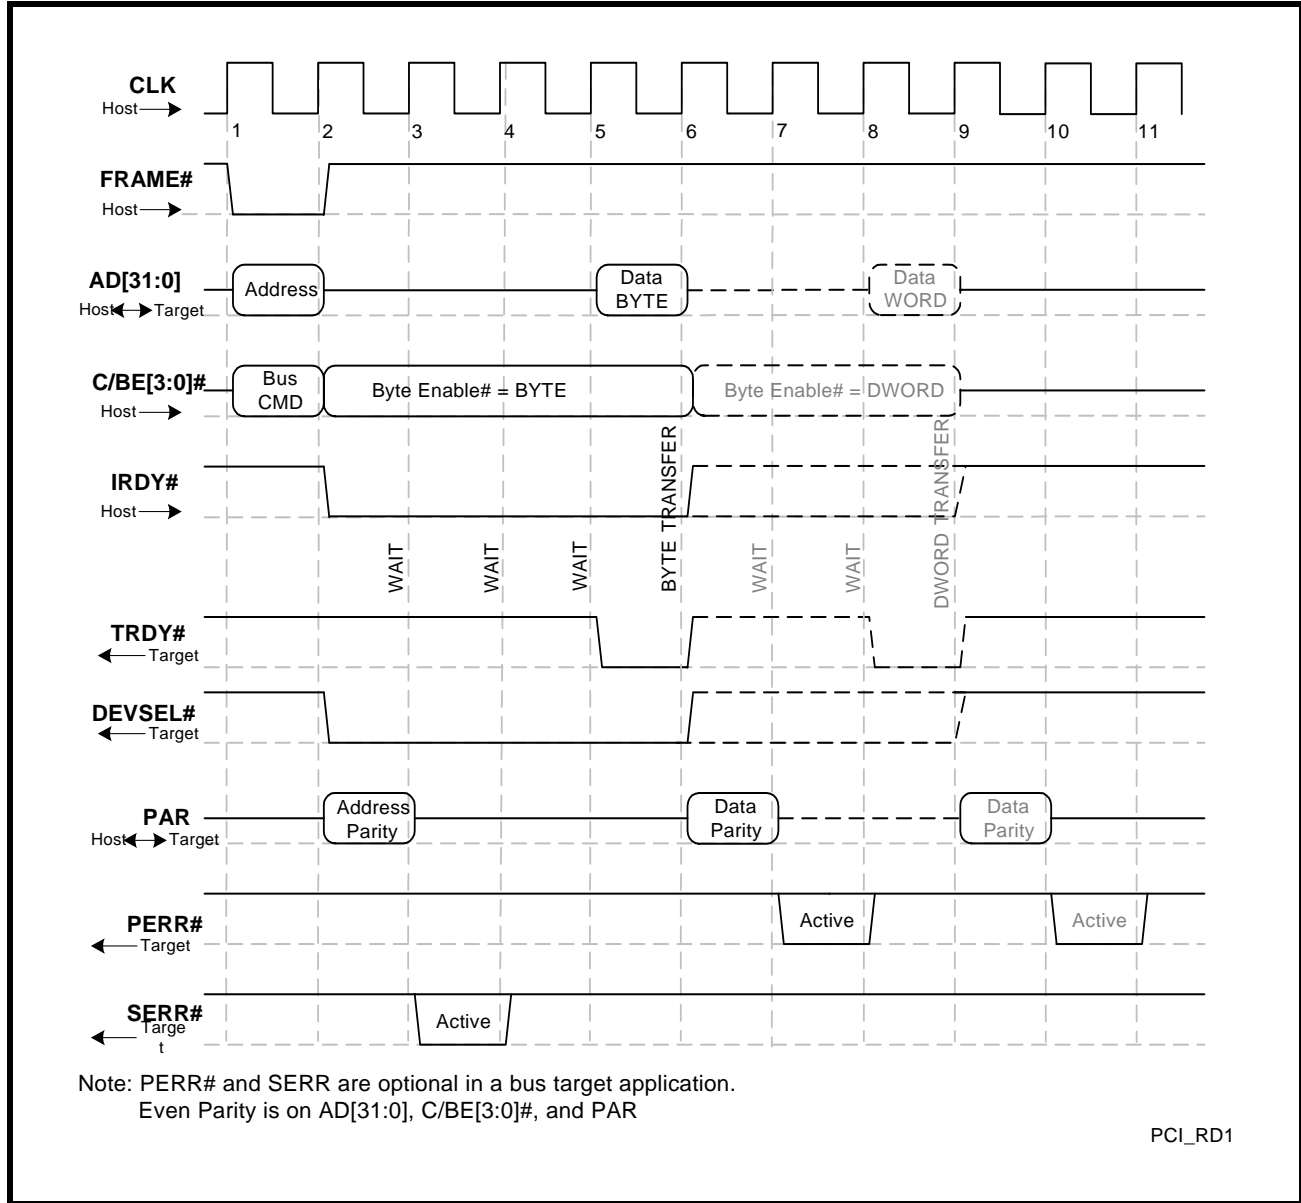 CLK
Host
1 2 3 4 5 6 7 8 9 10 11
FRAME#
Host
AD[31:0]
Host Target
Address
Data
BYTE
Data
WORD
C/BE[3:0]#
Host
Bus
CMD
Byte Enable# = BYTE
Byte Enable# = DWORD
IRDY#
Host
WAIT
WAIT
WAIT
BYTE TRANSFER
WAIT
WAIT
DWORD TRANSFER
TRDY#
Target
DEVSEL#
Target
PAR
Host Target
Address
Parity
Data
Parity
Data
Parity
PERR#
Target
Active
Active
SERR#
Targe
t
Active
Note: PERR# and SERR are optional in a bus target application.
Even Parity is on AD[31:0], C/BE[3:0]#, and PAR
PCI_RD1